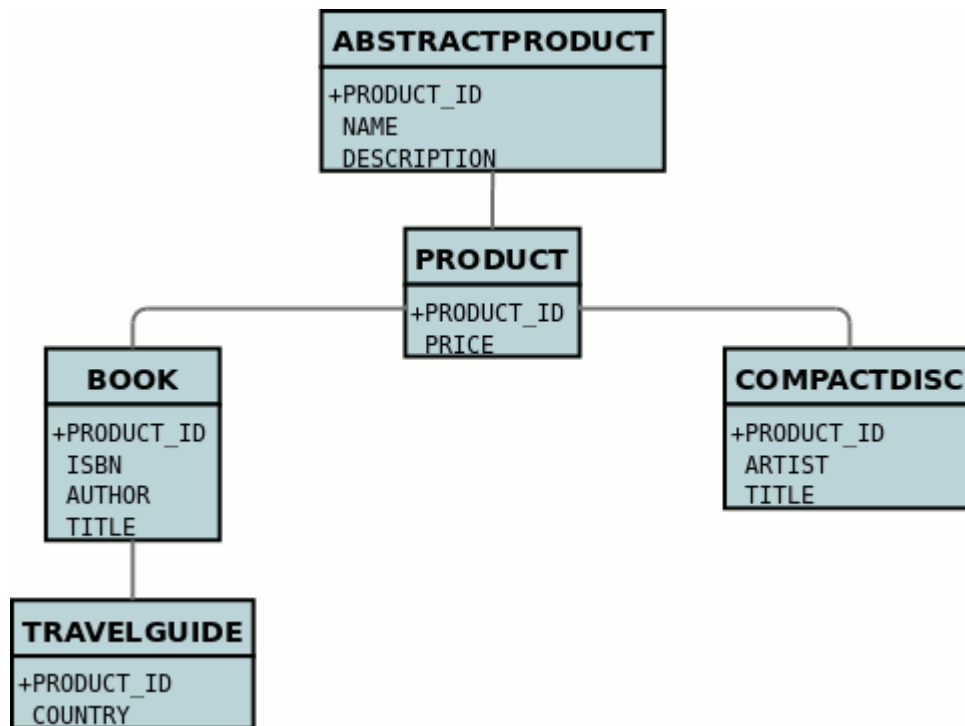 ABSTRACTPRODUCT
+PRODUCT_ID
NAME
DESCRIPTION
PRODUCT
+PRODUCT_ID
PRICE
BOOK
+PRODUCT_ID
ISBN
AUTHOR
TITLE
COMPACTDISC
+PRODUCT_ID
ARTIST
TITLE
TRAVELGUIDE
+PRODUCT_ID
COUNTRY